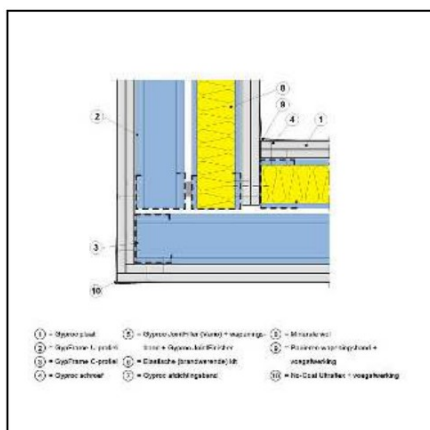 8
9
4
1
2
3
10
1 = Gyproc plaat
2 = GypFrame U-profiel
3 = GypFrame C-profiel
4 = Gyproc schroef
5 = Gyproc JointFiller (Vario) + wapenings-
band + Gyproc JointFinisher
6 = Elastische (brandwerende) kit
7 = Gyproc afdichtingsband
8 = Minerale wol
9 = Papieren wapeningsband +
voegafwerking
10 = No-Coat Ultraflex + voegafwerking